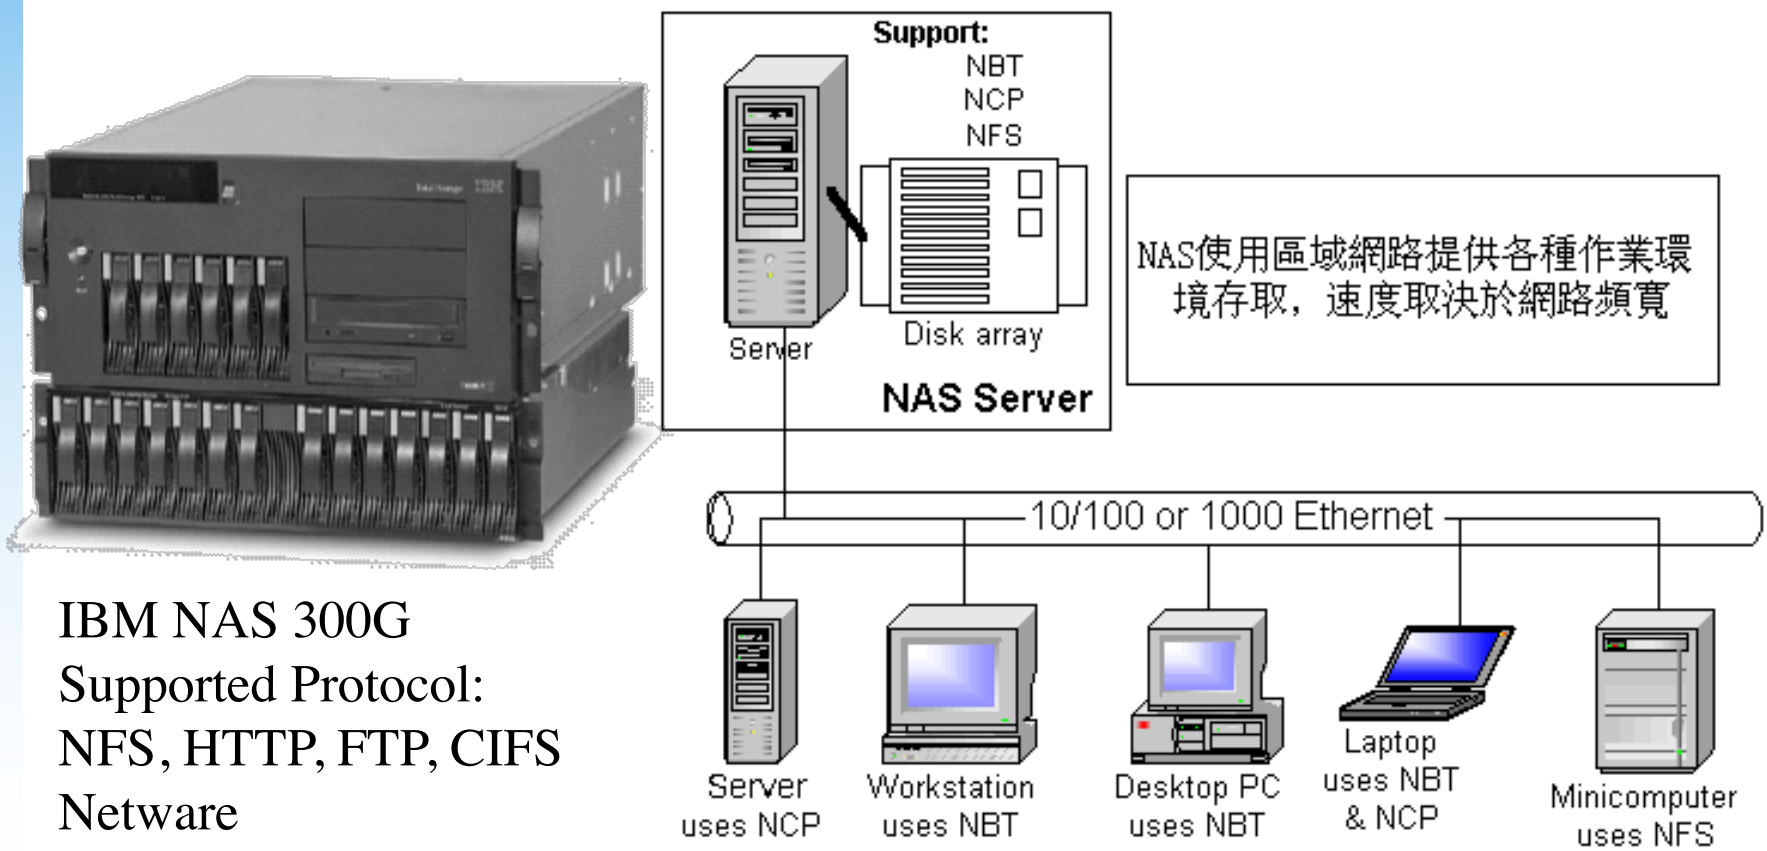 IBM
IBM NAS 300G
Supported Protocol:
NFS, HTTP, FTP, CIFS
Netware
Support:
NBT
NCP
NFS
Server
Disk array
NAS Server
NAS使用區域網路提供各種作業環
境存取，速度取決於網路頻寬
10/100 or 1000 Ethernet
Server
uses NCP
Workstation
uses NBT
Desktop PC
uses NBT
Laptop
uses NBT
& NCP
Minicomputer
uses NFS